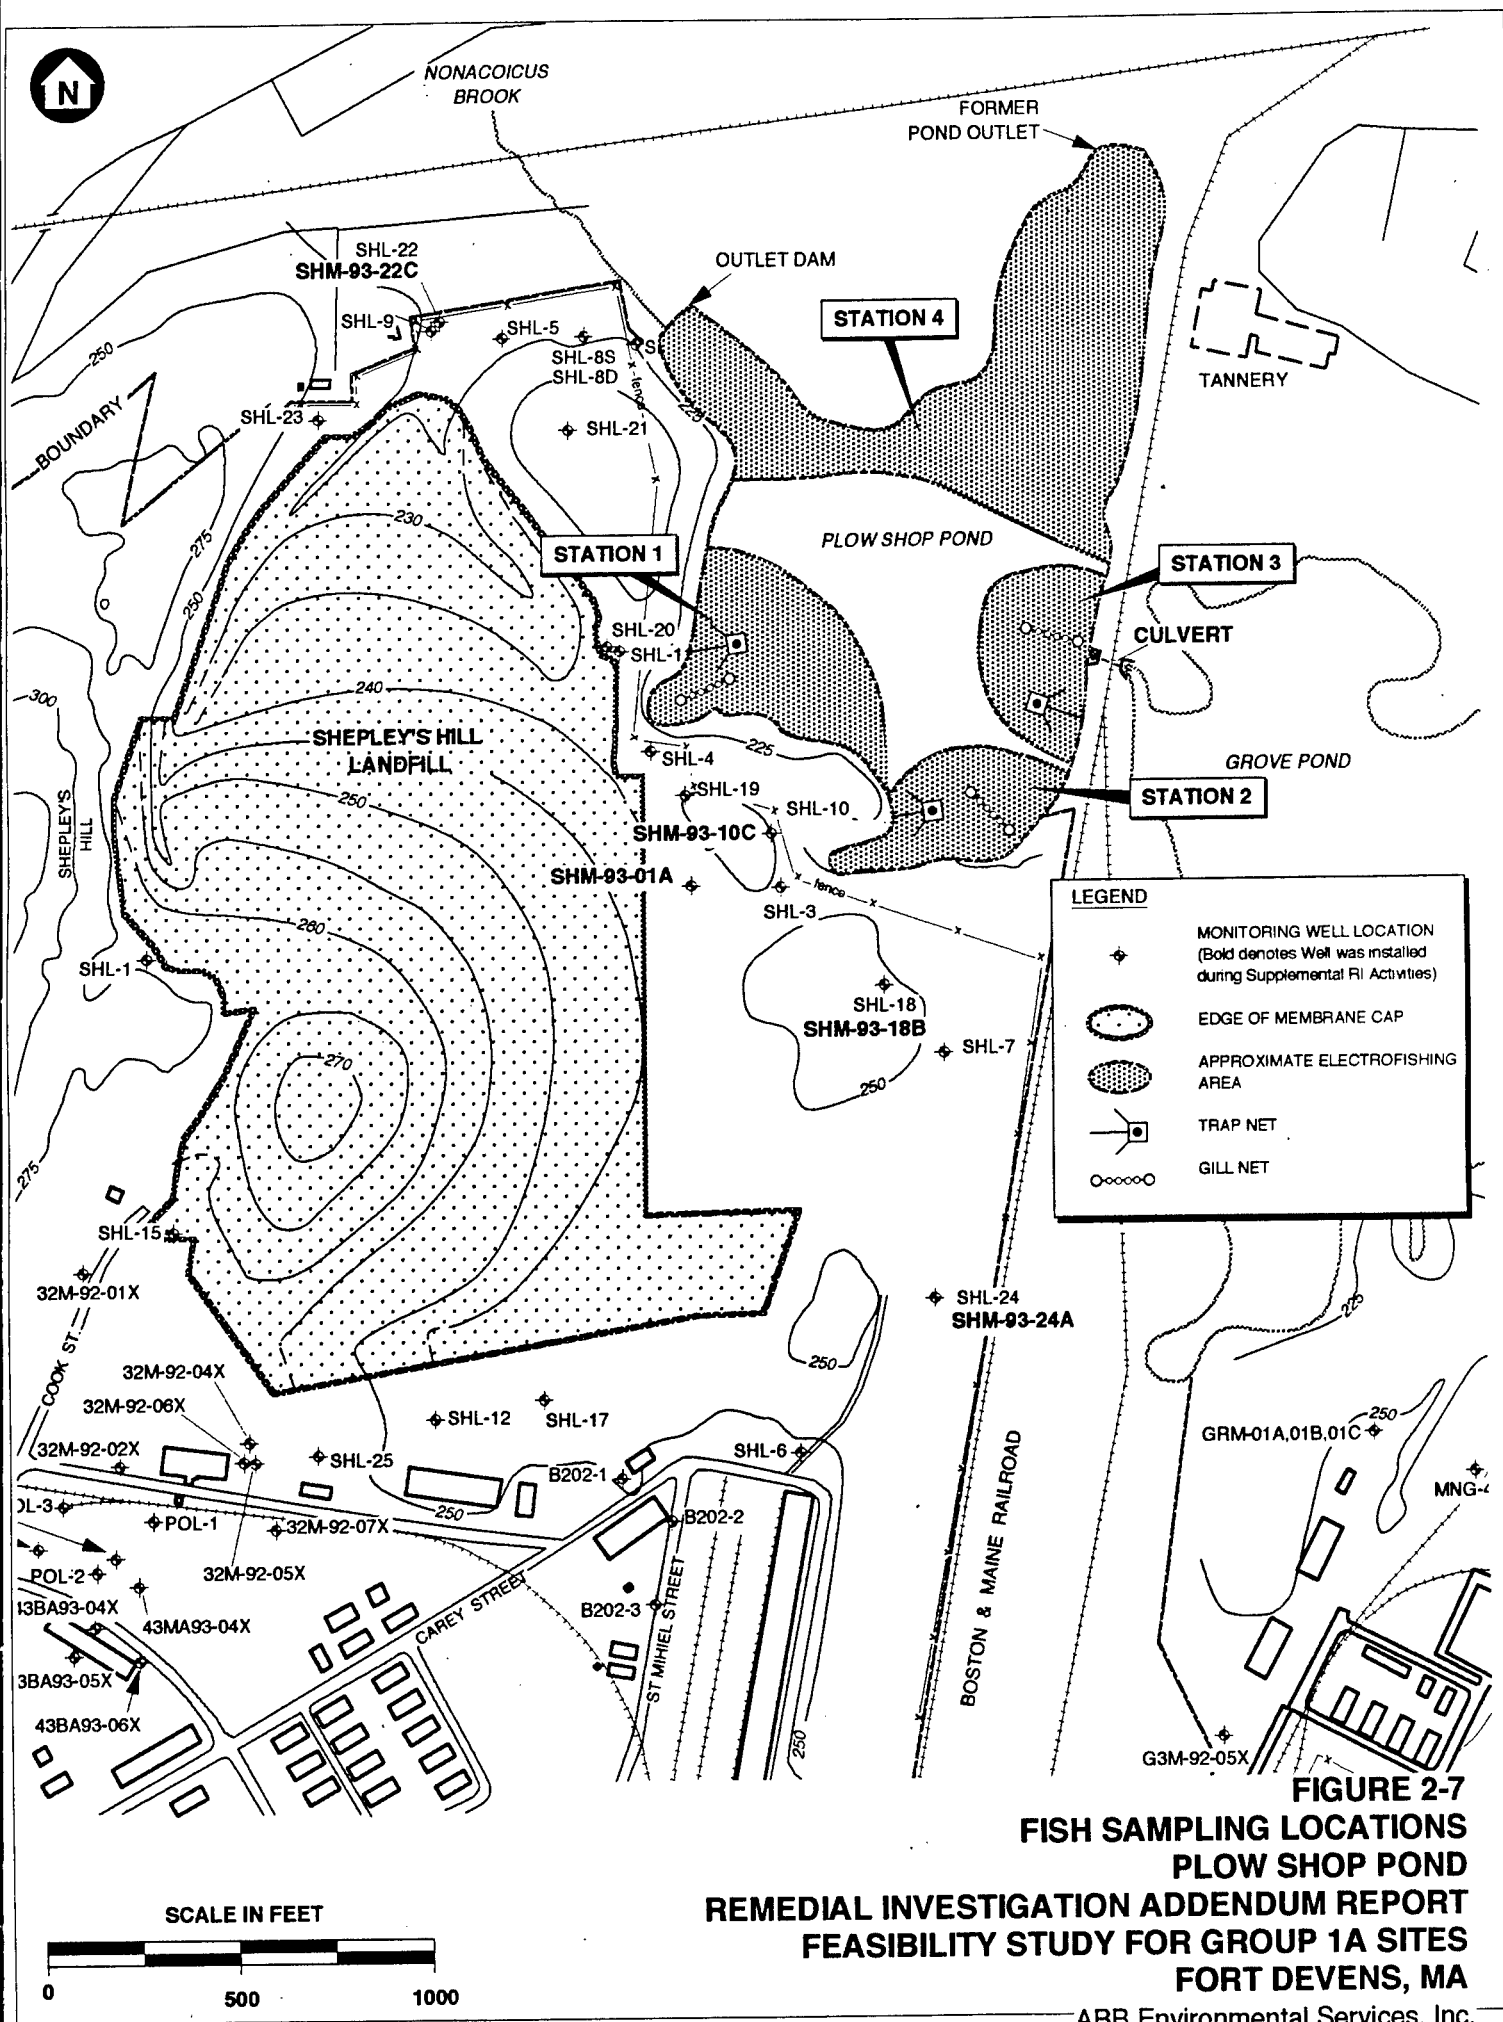 N
NONACOICUS
BROOK
FORMER
POND OUTLET
SHL-22
SHM-93-22C
OUTLET DAM
STATION 4
SHL-9
SHL-5
SHL-8S
SHL-8D
S
fence
250
225
TANNERY
BOUNDARY
SHL-23
SHL-21
275
230
STATION 1
PLOW SHOP POND
STATION 3
250
SHL-20
SHL-1
CULVERT
300
240
SHEPLEY'S HILL
LANDFILL
225
SHL-4
GROVE POND
SHEPLEY'S
HILL
250
SHL-19
SHL-10
STATION 2
SHM-93-10C
SHM-93-01A
fence
SHL-3
LEGEND
MONITORING WELL LOCATION
(Bold denotes Well was installed
during Supplemental RI Activities)
EDGE OF MEMBRANE CAP
APPROXIMATE ELECTROFISHING
AREA
TRAP NET
GILL NET
260
SHL-1
SHL-18
SHM-93-18B
SHL-7
250
270
275
SHL-15
32M-92-01X
SHL-24
SHM-93-24A
225
COOK ST.
250
32M-92-04X
32M-92-06X
32M-92-02X
SHL-12
SHL-17
SHL-25
SHL-6
B202-1
250
GRM-01A,01B,01C
MNG-
OL-3
POL-1
32M-92-07X
250
B202-2
32M-92-05X
POL-2
43BA93-04X
43MA93-04X
B202-3
CAREY STREET
ST MIHIEL STREET
BOSTON & MAINE RAILROAD
3BA93-05X
43BA93-06X
250
G3M-92-05X
FIGURE 2-7
FISH SAMPLING LOCATIONS
PLOW SHOP POND
REMEDIAL INVESTIGATION ADDENDUM REPORT
FEASIBILITY STUDY FOR GROUP 1A SITES
FORT DEVENS, MA
ABB Environmental Services, Inc.
SCALE IN FEET
0 500 1000